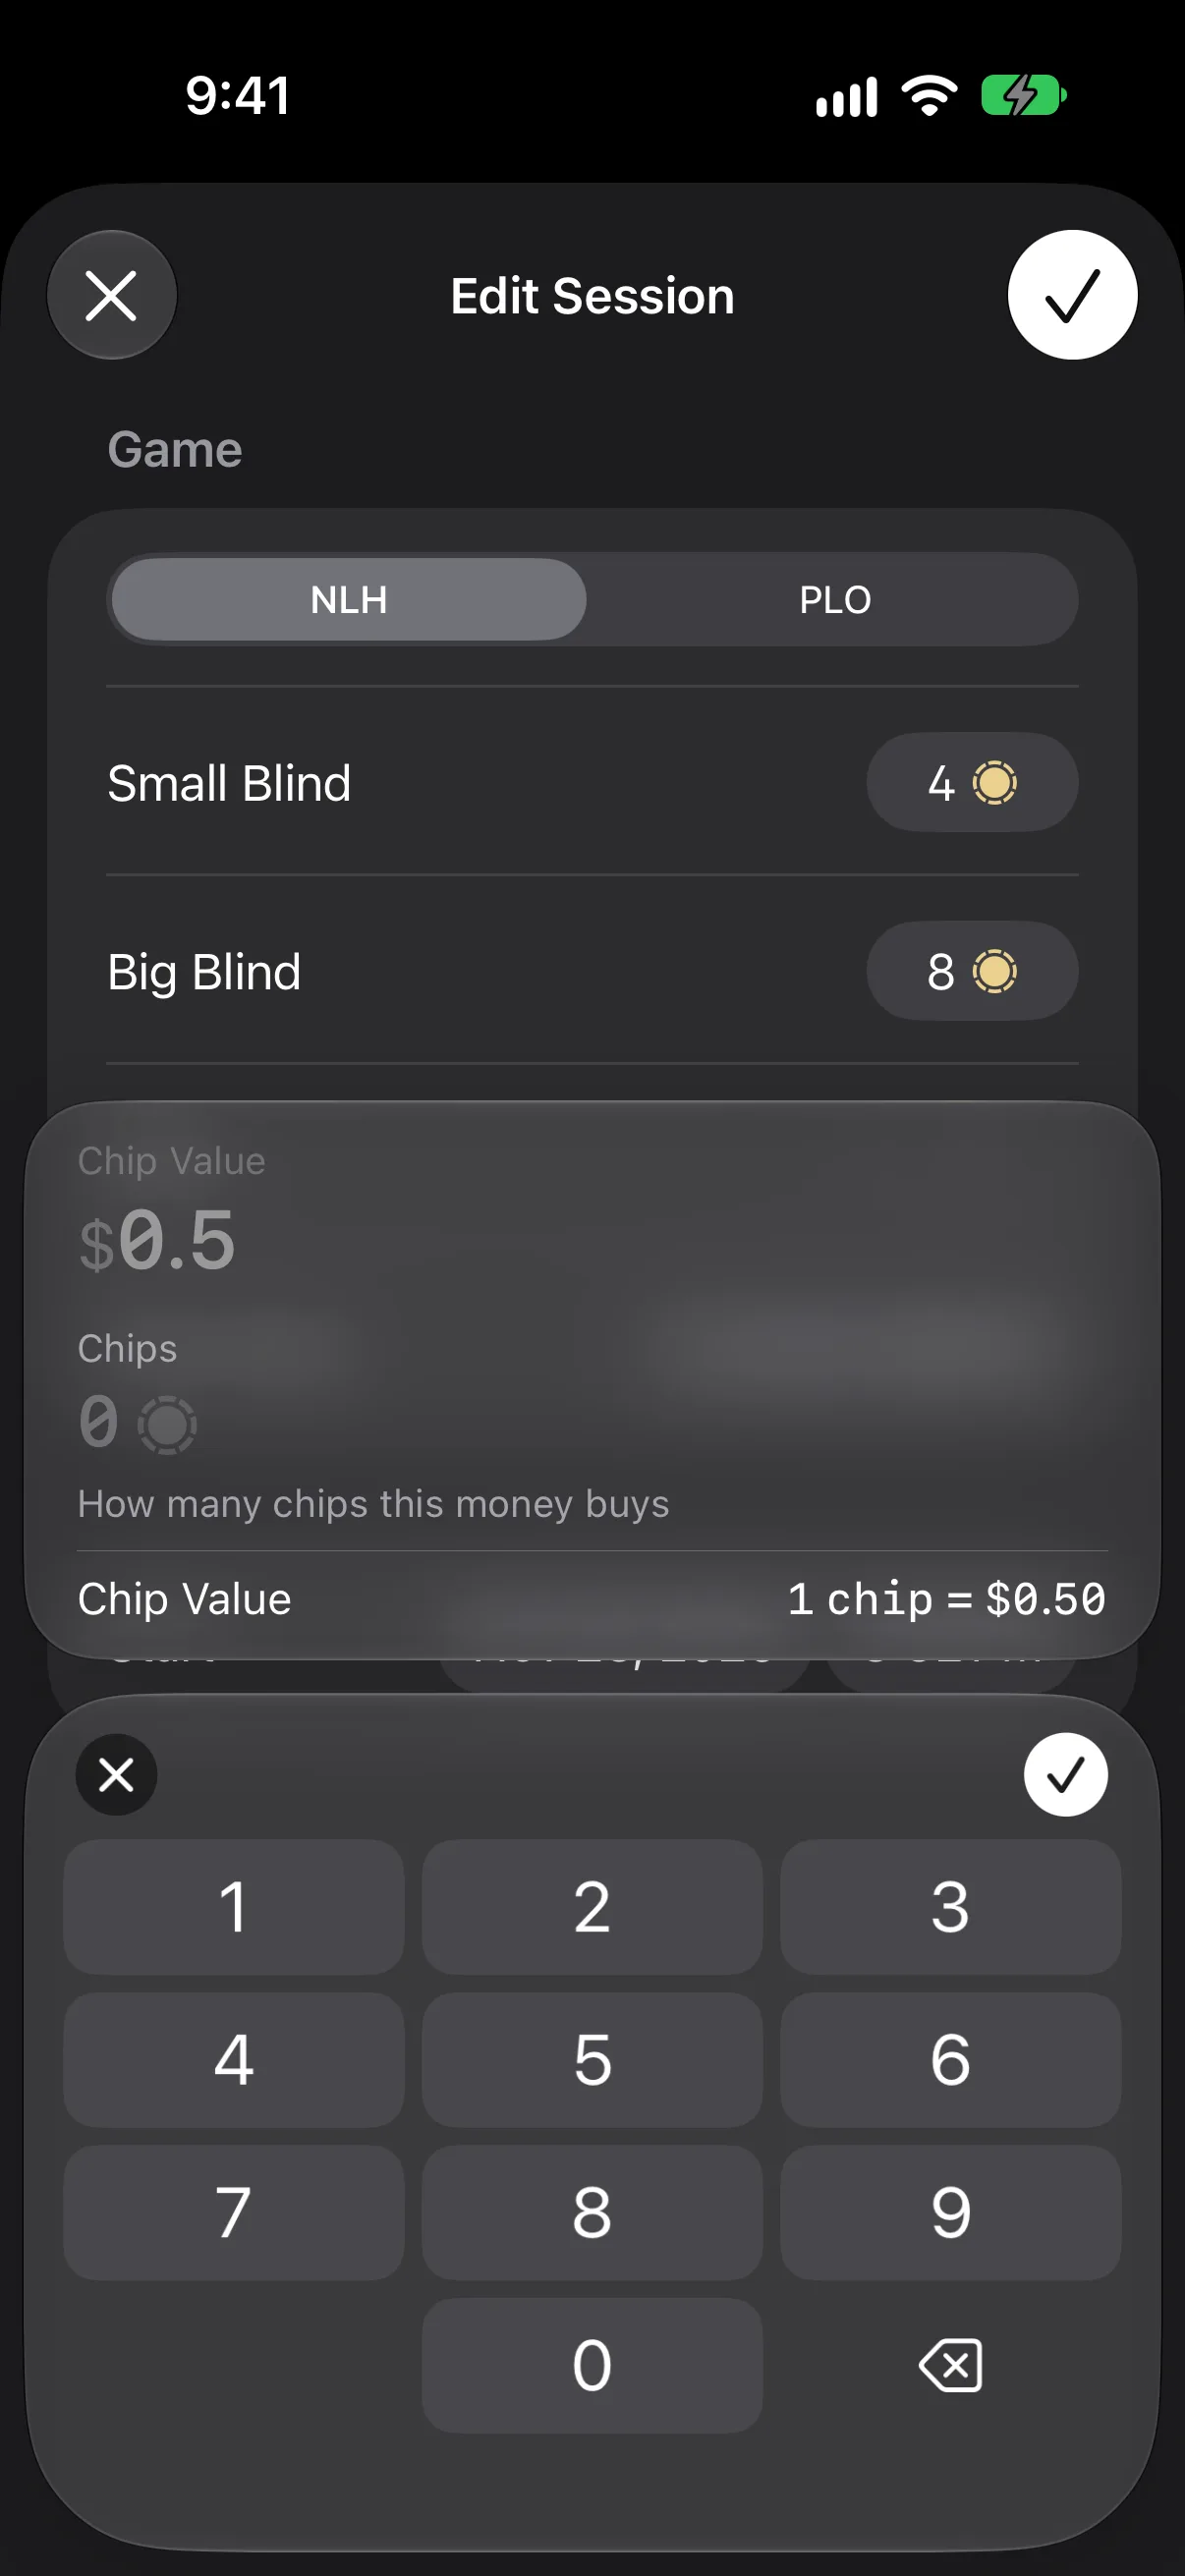 9:41
Edit Session
Game
NLH PLO
Small Blind 4
Big Blind 8
Chip Value
$0.5
Chips
0
How many chips this money buys
Chip Value 1 chip = $0.50
1 2 3
4 5 6
7 8 9
0